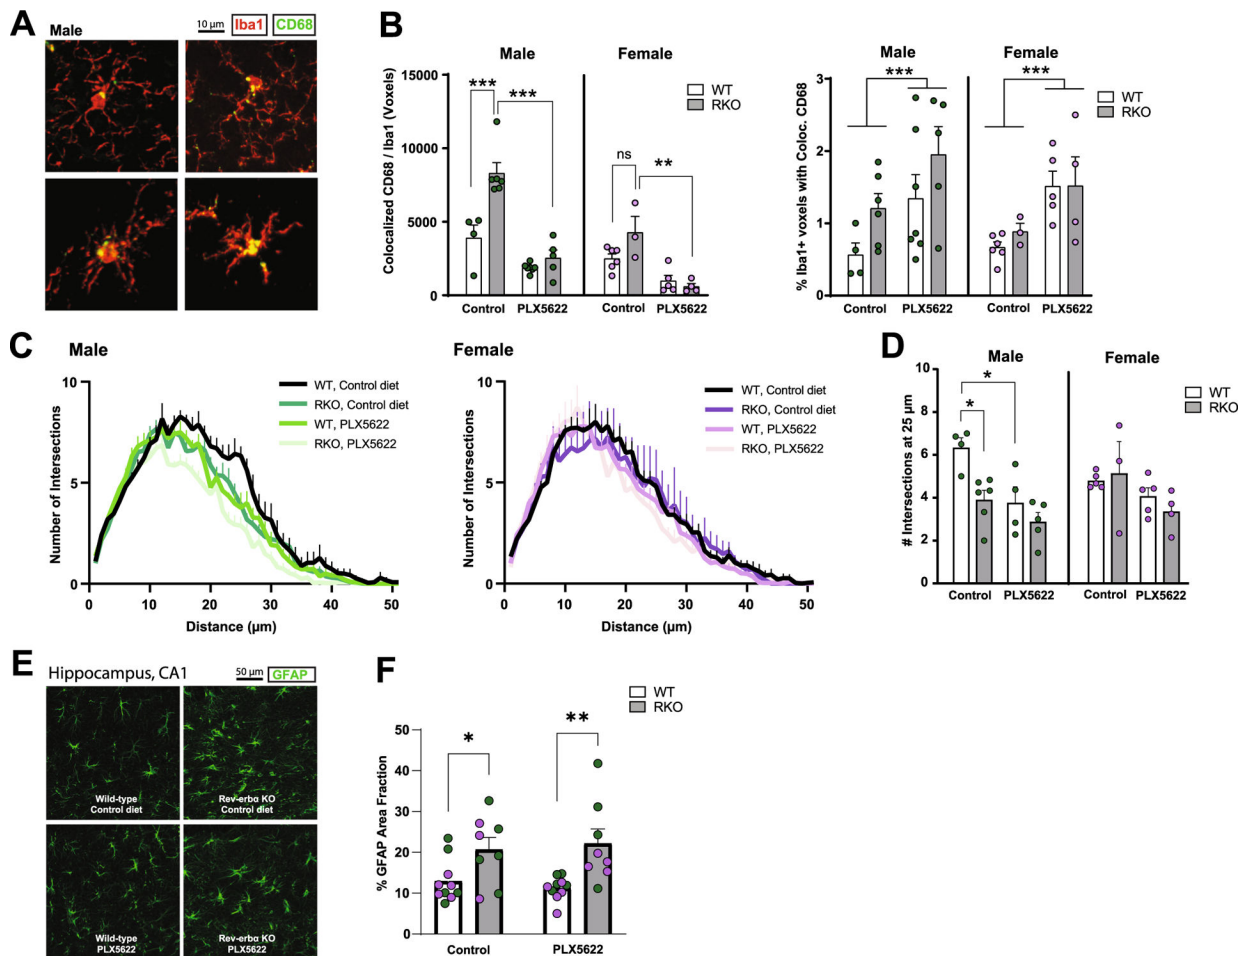 A
Male
10 µm
Iba1
CD68
B
Male
Female
Colocalized CD68 / Iba1 (Voxels)
15000
10000
5000
0
***
***
ns
**
WT
RKO
Control
PLX5622
Control
PLX5622
Male
Female
% Iba1+ voxels with Coloc. CD68
3
2
1
0
***
***
WT
RKO
Control
PLX5622
Control
PLX5622
C
Male
Number of Intersections
10
5
0
WT, Control diet
RKO, Control diet
WT, PLX5622
RKO, PLX5622
0
10
20
30
40
50
Distance (µm)
Female
Number of Intersections
10
5
0
WT, Control diet
RKO, Control diet
WT, PLX5622
RKO, PLX5622
0
10
20
30
40
50
Distance (µm)
D
Male
Female
# Intersections at 25 µm
10
8
6
4
2
0
*
*
WT
RKO
Control
PLX5622
Control
PLX5622
E
Hippocampus, CA1
50 µm
GFAP
Wild-type
Control diet
Rev-erbα KO
Control diet
Wild-type
PLX5622
Rev-erbα KO
PLX5622
F
WT
RKO
% GFAP Area Fraction
50
40
30
20
10
0
*
**
Control
PLX5622